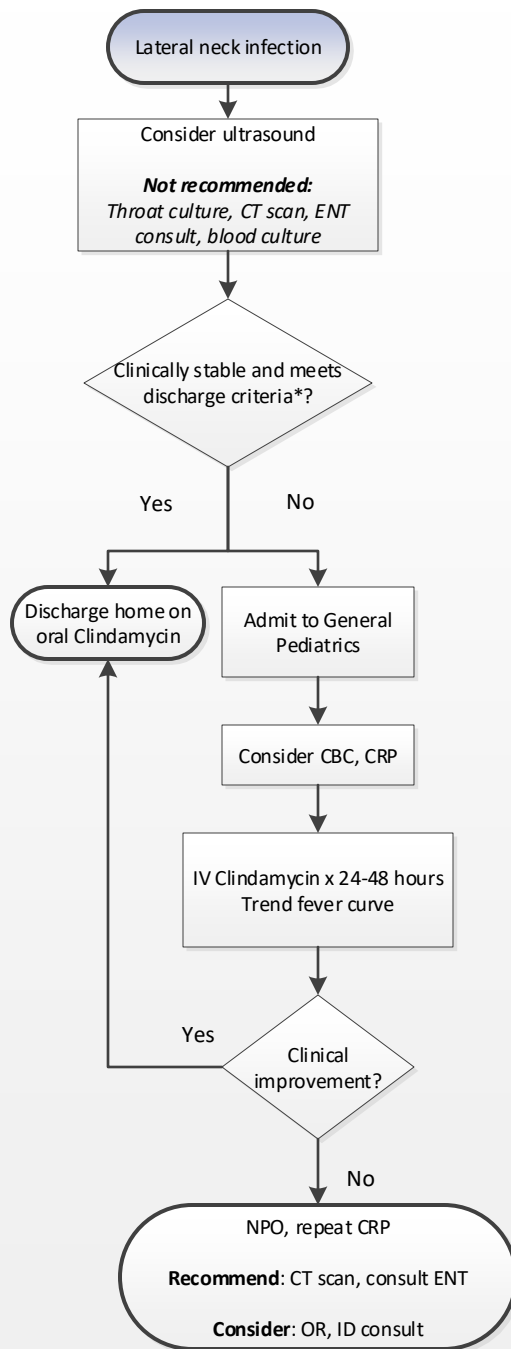 Lateral neck infection
Consider ultrasound
Not recommended:
Throat culture, CT scan, ENT
consult, blood culture
Clinically stable and meets
discharge criteria*?
Yes
No
Discharge home on
oral Clindamycin
Admit to General
Pediatrics
Consider CBC, CRP
IV Clindamycin x 24-48 hours
Trend fever curve
Yes
Clinical
improvement?
No
NPO, repeat CRP
Recommend: CT scan, consult ENT
Consider: OR, ID consult